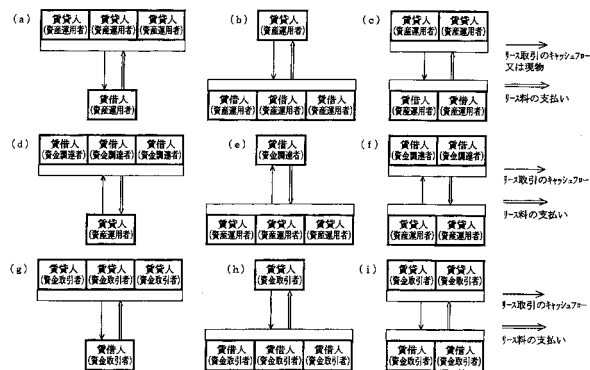 (a) 賃貸人 賃貸人 賃貸人 (b) 賃貸人 (c) 賃貸人 賃貸人
(資産運用者) (資産運用者) (資産運用者) (資産運用者) (資産運用者) (資産運用者)
リース取引のキャッシュフロー
又は現物
賃借人 賃借人 賃借人 賃借人 賃借人 賃借人
(資産運用者) (資産運用者) (資産運用者) (資産運用者) (資産運用者) (資産運用者)
リース料の支払い
(d) 賃借人 賃借人 賃借人 (e) 賃借人 (f) 賃借人 賃借人
(資金調達者) (資金調達者) (資金調達者) (資金調達者) (資金調達者) (資金調達者)
リース取引のキャッシュフロー
リース料の支払い
賃貸人 賃貸人 賃貸人 賃貸人 賃貸人 賃貸人
(資産運用者) (資産運用者) (資産運用者) (資産運用者) (資産運用者) (資産運用者)
(g) 賃貸人 賃貸人 賃貸人 (h) 賃貸人 (i) 賃貸人 賃貸人
(資金取引者) (資金取引者) (資金取引者) (資金取引者) (資金取引者) (資金取引者)
リース取引のキャッシュフロー
リース料の支払い
賃借人 賃借人 賃借人 賃借人 賃借人 賃借人
(資金取引者) (資金取引者) (資金取引者) (資金取引者) (資金取引者) (資金取引者)